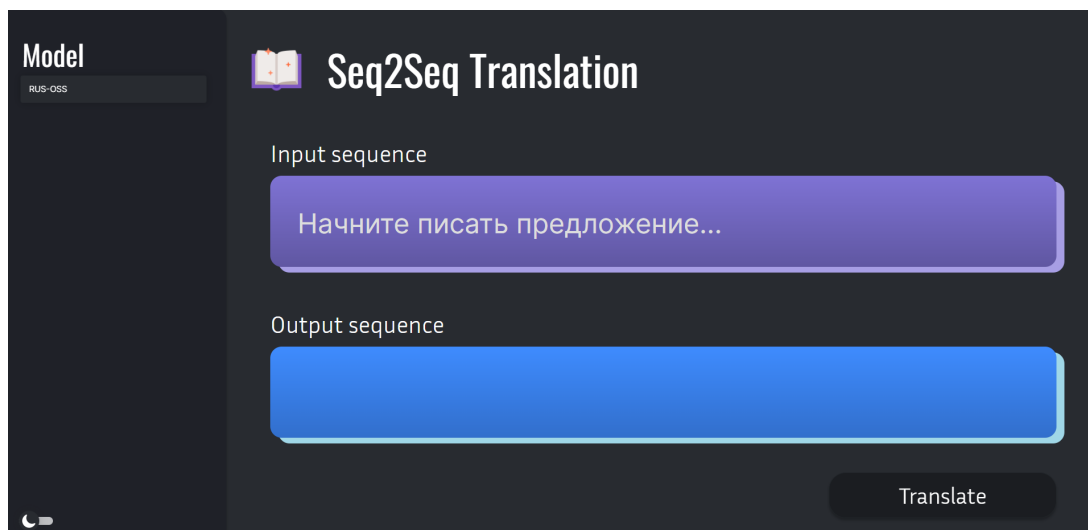 Model
RUS-OSS
Seq2Seq Translation
Input sequence
Начните писать предложение...
Output sequence
Translate